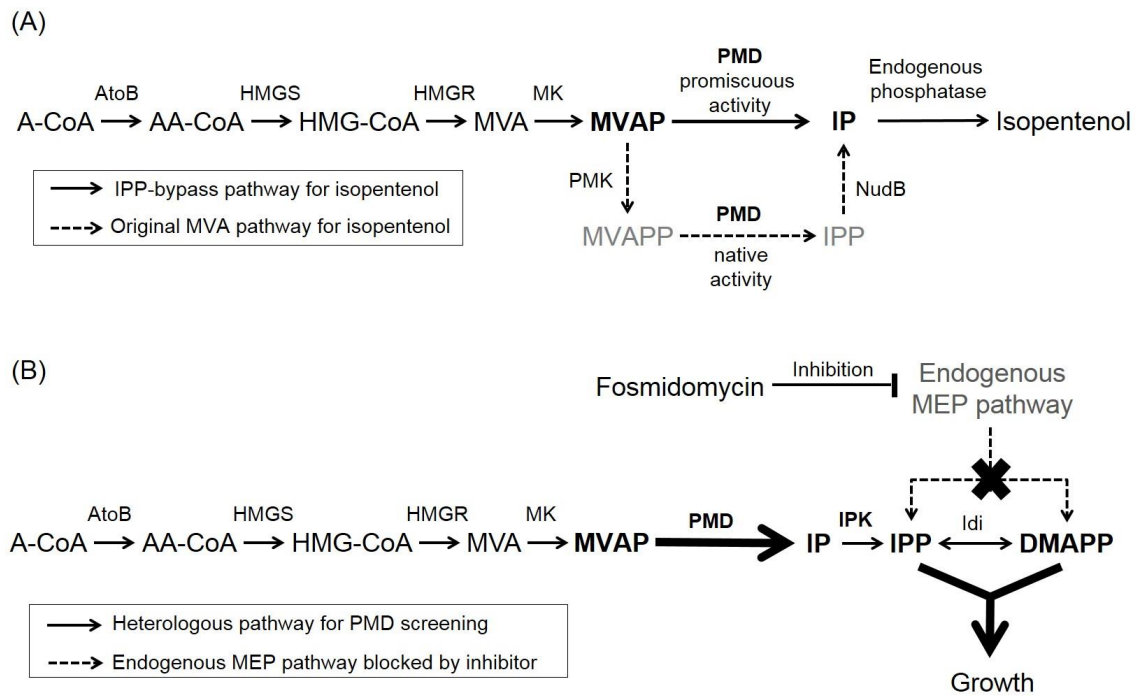 (A)
PMD
promiscuous
activity
Endogenous
phosphatase
AtoB
HMGS
HMGR
MK
A-CoA
AA-CoA
HMG-CoA
MVA
MVAP
IP
Isopentenol
IPP-bypass pathway for isopentenol
Original MVA pathway for isopentenol
PMK
NudB
MVAPP
PMD
native
activity
IPP
(B)
Fosmidomycin
Inhibition
Endogenous
MEP pathway
AtoB
HMGS
HMGR
MK
PMD
IPK
Idi
A-CoA
AA-CoA
HMG-CoA
MVA
MVAP
IP
IPP
DMAPP
Heterologous pathway for PMD screening
Endogenous MEP pathway blocked by inhibitor
Growth